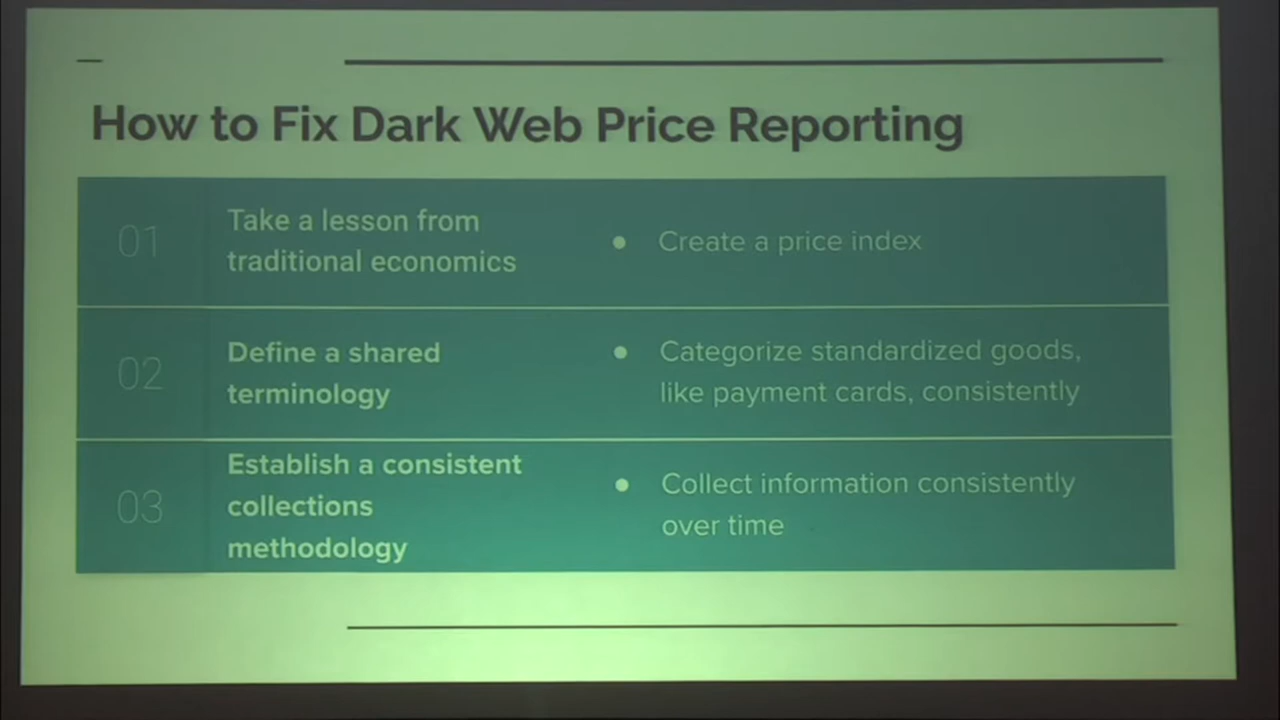 How to Fix Dark Web Price Reporting
01
Take a lesson from
traditional economics
● Create a price index
02
Define a shared
terminology
● Categorize standardized goods,
like payment cards, consistently
03
Establish a consistent
collections
methodology
● Collect information consistently
over time